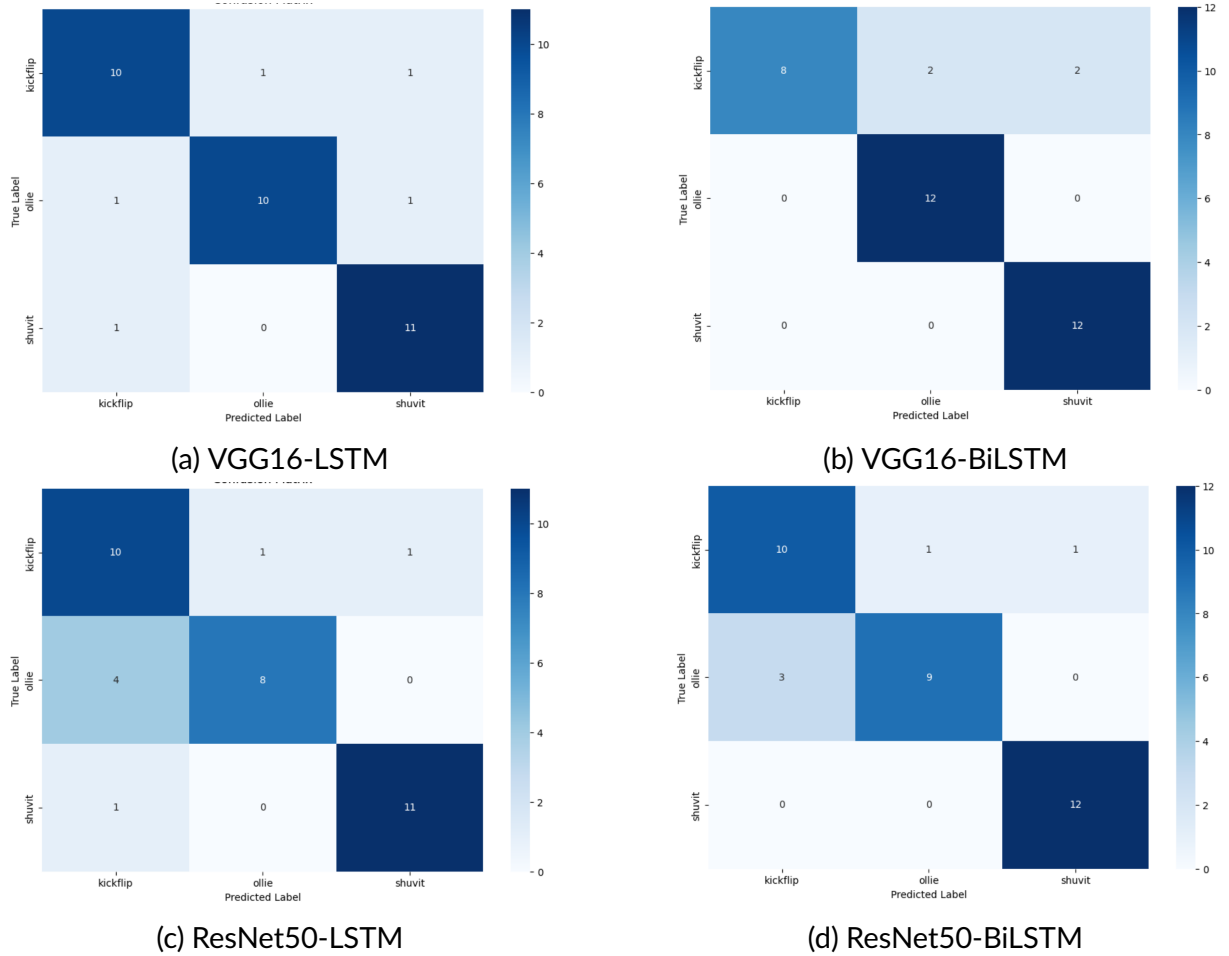 kickflip
10
1
1
10
True Label
ollie
1
10
1
8
6
4
shuvit
1
0
11
2
0
kickflip
ollie
shuvit
Predicted Label
(a) VGG16-LSTM
12
kickflip
8
2
2
10
True Label
ollie
0
12
0
8
6
4
shuvit
0
0
12
2
0
kickflip
ollie
shuvit
Predicted Label
(b) VGG16-BiLSTM
Confusion Matrix
kickflip
10
1
1
10
True Label
ollie
4
8
0
8
6
4
shuvit
1
0
11
2
0
kickflip
ollie
shuvit
Predicted Label
(c) ResNet50-LSTM
12
kickflip
10
1
1
10
True Label
ollie
3
9
0
8
6
4
shuvit
0
0
12
2
0
kickflip
ollie
shuvit
Predicted Label
(d) ResNet50-BiLSTM